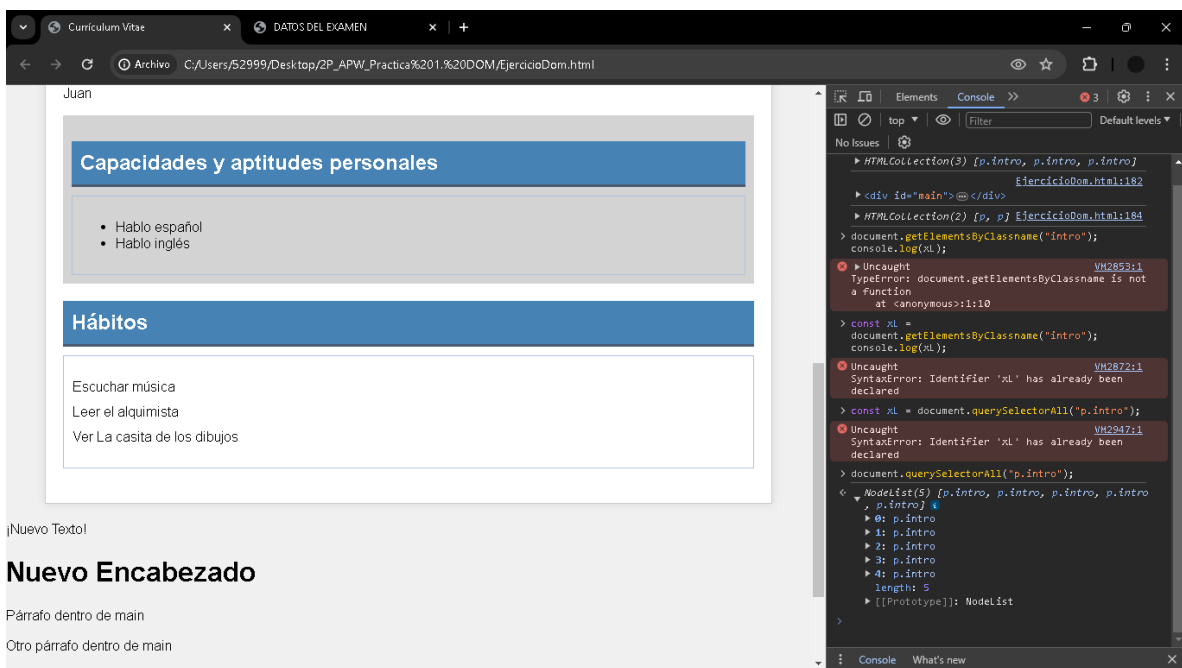 Currículum Vitae
DATOS DEL EXAMEN
Archivo C:/Users/52999/Desktop/2P_APW_Practica%201.%20DOM/EjercicioDom.html
Juan
Capacidades y aptitudes personales
Hablo español
Hablo inglés
Hábitos
Escuchar música
Leer el alquimista
Ver La casita de los dibujos
¡Nuevo Texto!
Nuevo Encabezado
Párrafo dentro de main
Otro párrafo dentro de main
Elements Console 3
top Filter Default levels
No Issues
HTMLCollection(3) [p.intro, p.intro, p.intro]
EjercicioDom.html:182
<div id="main">…</div>
HTMLCollection(2) [p, p] EjercicioDom.html:184
> document.getElementsByClassname("intro");
console.log(xL);
Uncaught VM2853:1
TypeError: document.getElementsByClassname is not
a function
at <anonymous>:1:10
> const xL =
document.getElementsByClassname("intro");
console.log(xL);
Uncaught VM2872:1
SyntaxError: Identifier 'xL' has already been
declared
> const xL = document.querySelectorAll("p.intro");
Uncaught VM2947:1
SyntaxError: Identifier 'xL' has already been
declared
> document.querySelectorAll("p.intro");
NodeList(5) [p.intro, p.intro, p.intro, p.intro
, p.intro] i
0: p.intro
1: p.intro
2: p.intro
3: p.intro
4: p.intro
length: 5
[[Prototype]]: NodeList
>
Console What's new